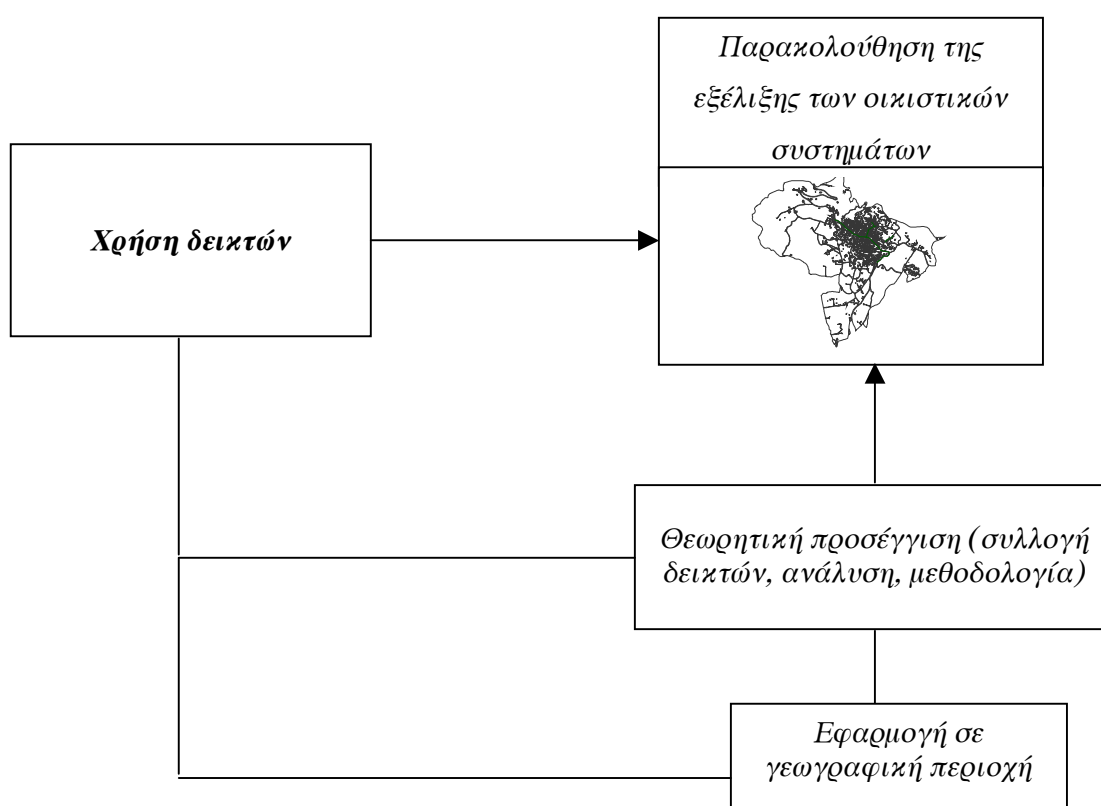 Παρακολούθηση της
εξέλιξης των οικιστικών
συστημάτων
Χρήση δεικτών
Θεωρητική προσέγγιση (συλλογή
δεικτών, ανάλυση, μεθοδολογία)
Εφαρμογή σε
γεωγραφική περιοχή